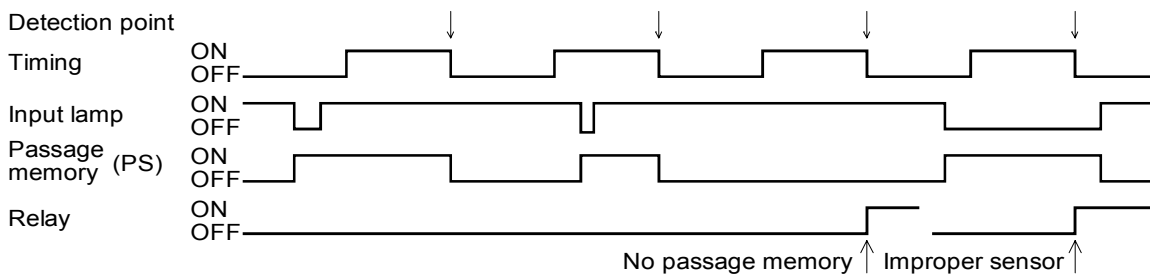 Detection point
Timing
ON
OFF
Input lamp
ON
OFF
Passage
memory (PS)
ON
OFF
Relay
ON
OFF
No passage memory
Improper sensor